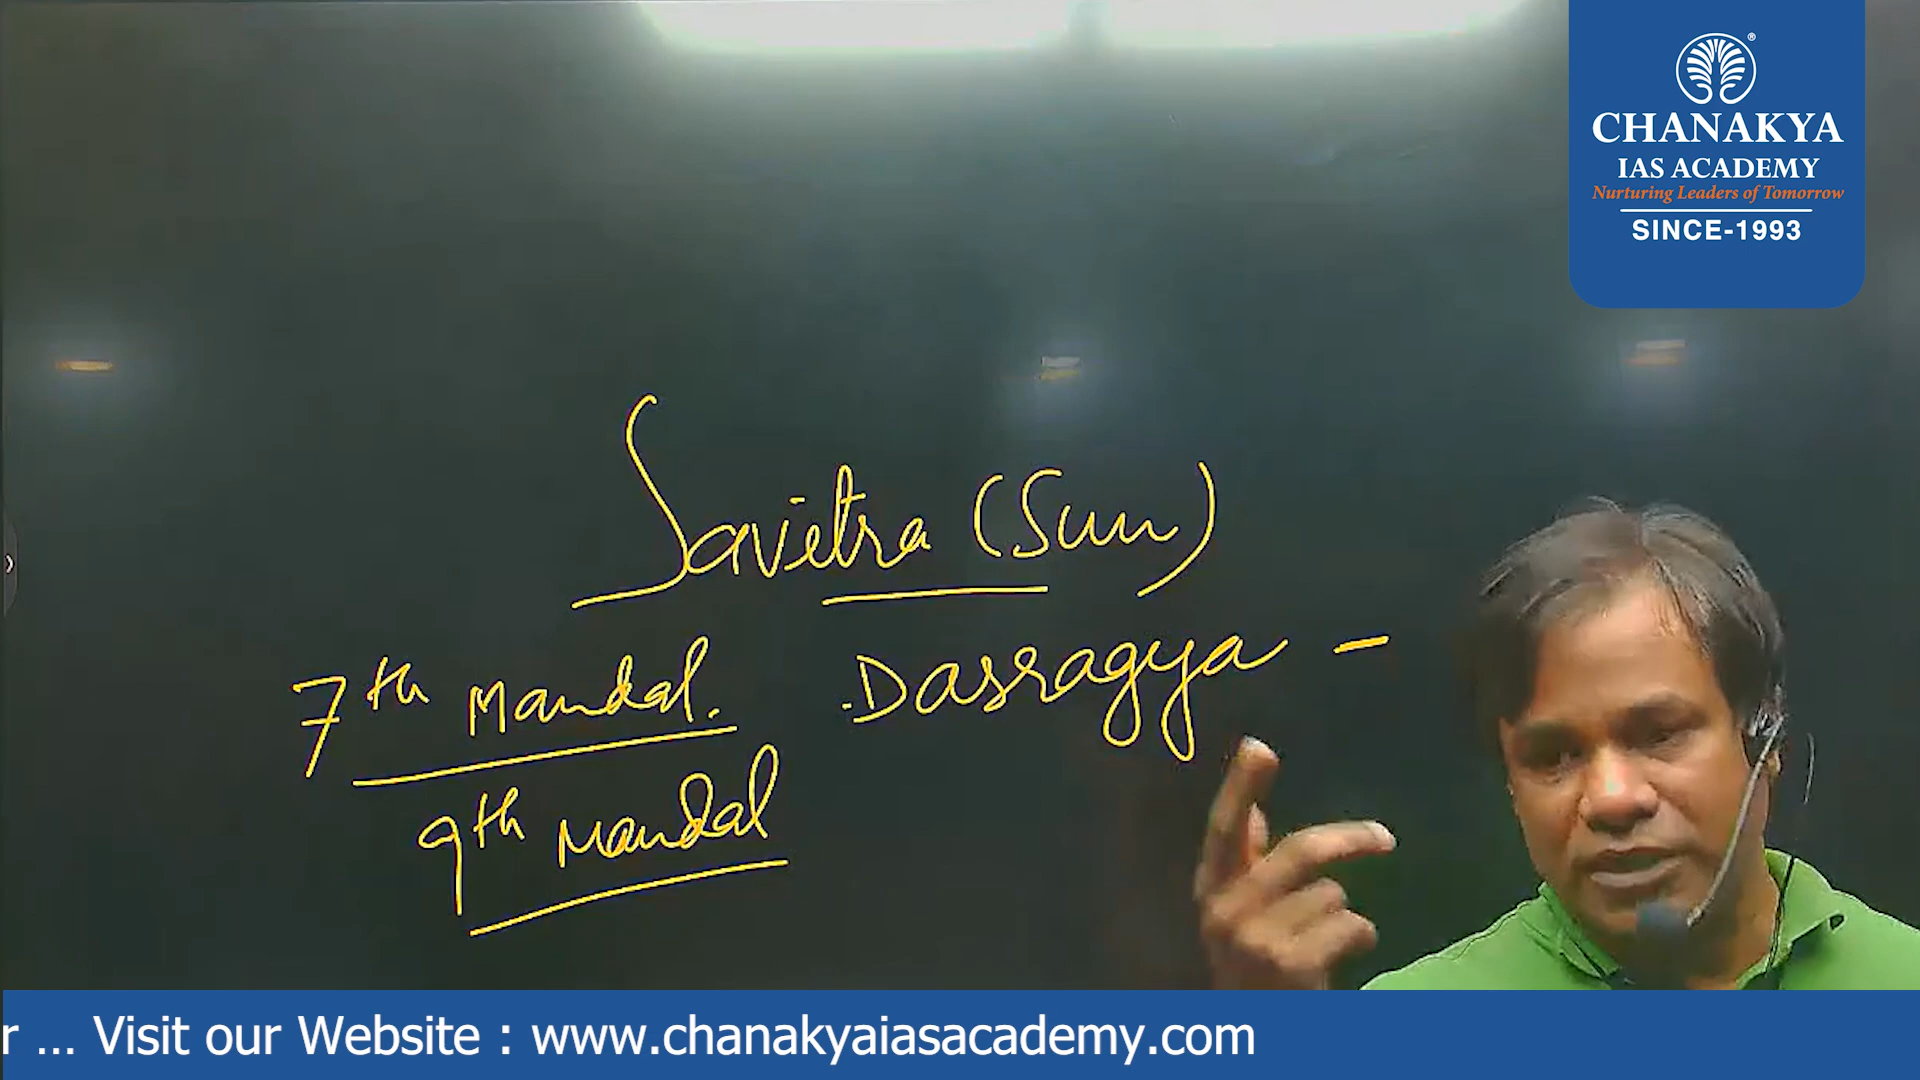 CHANAKYA
IAS ACADEMY
Nurturing Leaders of Tomorrow
SINCE-1993
Savitra (Sun)
7th Mandal. Dasragya -
9th Mandal
r ... Visit our Website : www.chanakyaiasacademy.com